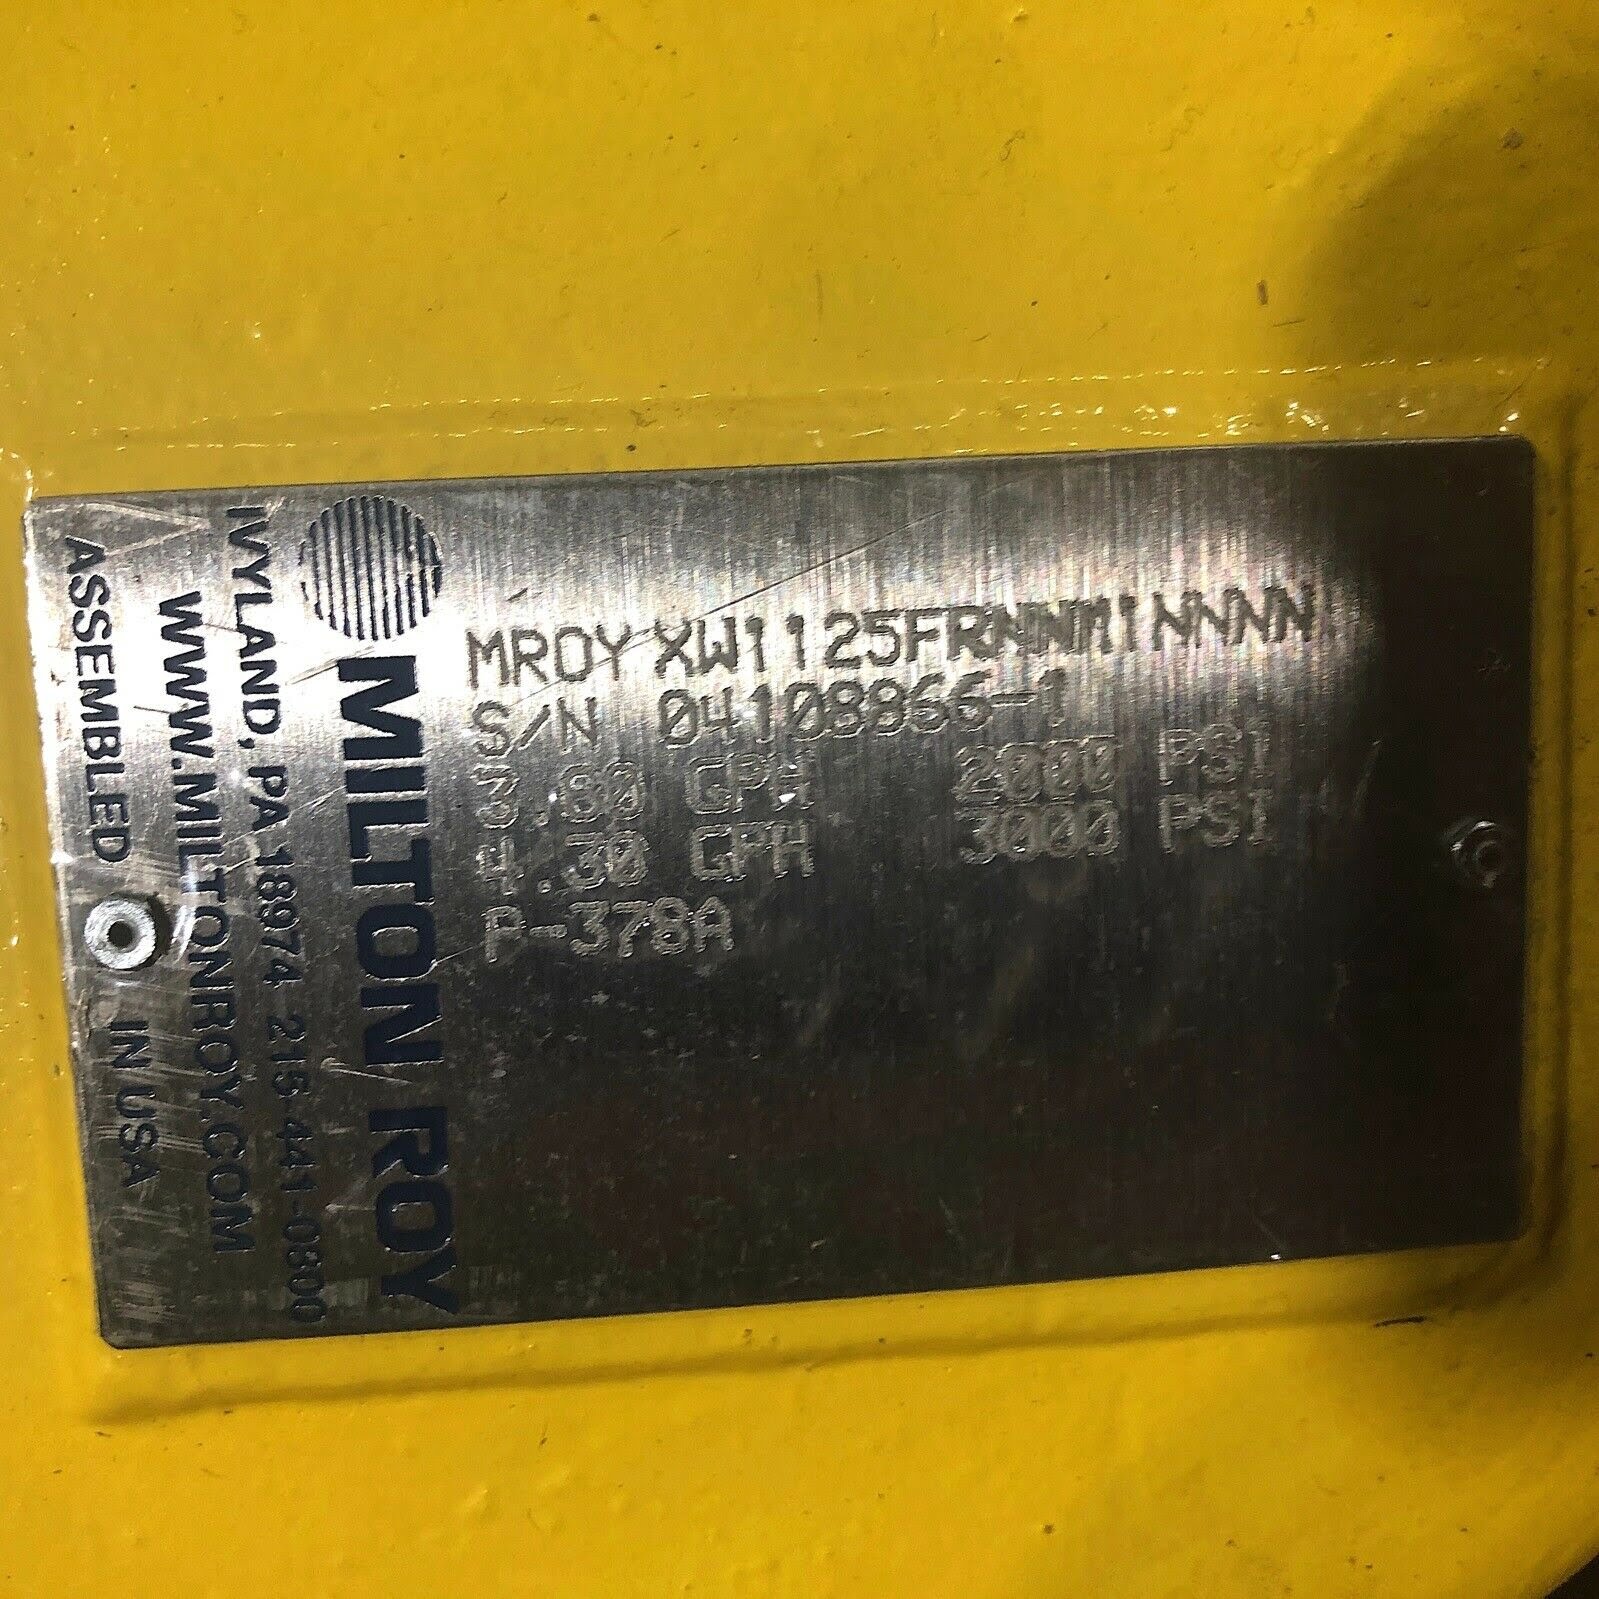 MILTON ROY
IVYLAND, PA 18974 215-441-0800
WWW.MILTONROY.COM
ASSEMBLED IN USA
MROY XW1125FRNNM1NNNN
S/N 04108866-1
3.80 GPH 2000 PSI
4.30 GPH 3000 PSI
P-378A